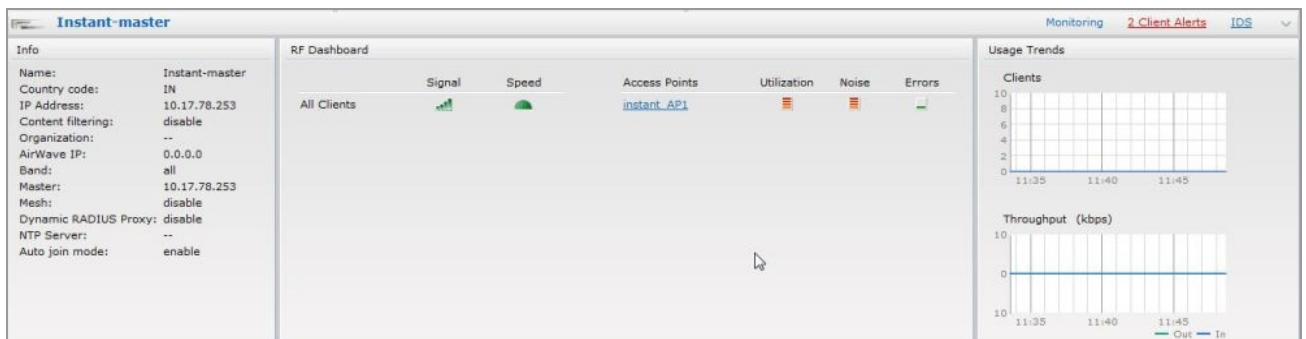 Instant-master
Monitoring 2 Client Alerts IDS
Info
Name: Instant-master
Country code: IN
IP Address: 10.17.78.253
Content filtering: disable
Organization: --
AirWave IP: 0.0.0.0
Band: all
Master: 10.17.78.253
Mesh: disable
Dynamic RADIUS Proxy: disable
NTP Server: --
Auto join mode: enable
RF Dashboard
Signal Speed Access Points Utilization Noise Errors
All Clients instant_AP1
Usage Trends
Clients
10
8
6
4
2
0
11:35 11:40 11:45
Throughput (kbps)
10
0
10
11:35 11:40 11:45
Out In